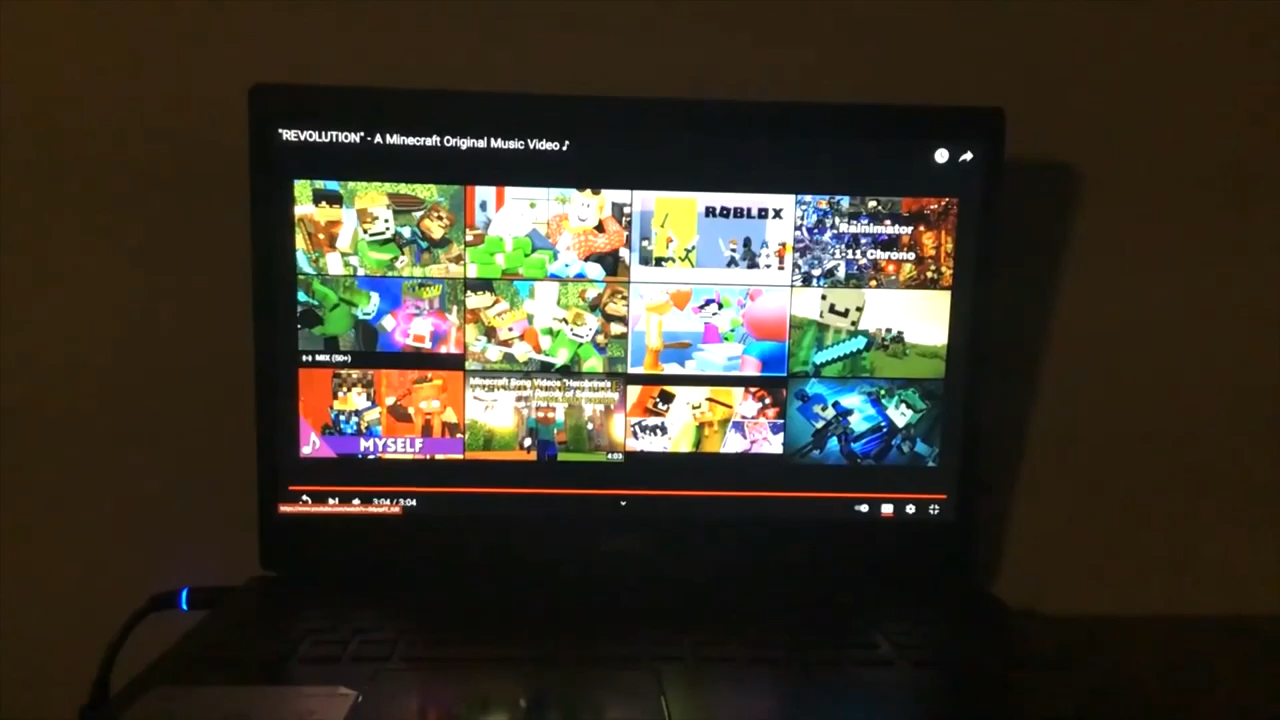 "REVOLUTION" - A Minecraft Original Music Video ♪
ROBLOX
Rainimator
1-11 Chrono
MIX (50+)
Minecraft Song Videos "Herobrine's
MYSELF
4:03
3:04 / 3:04